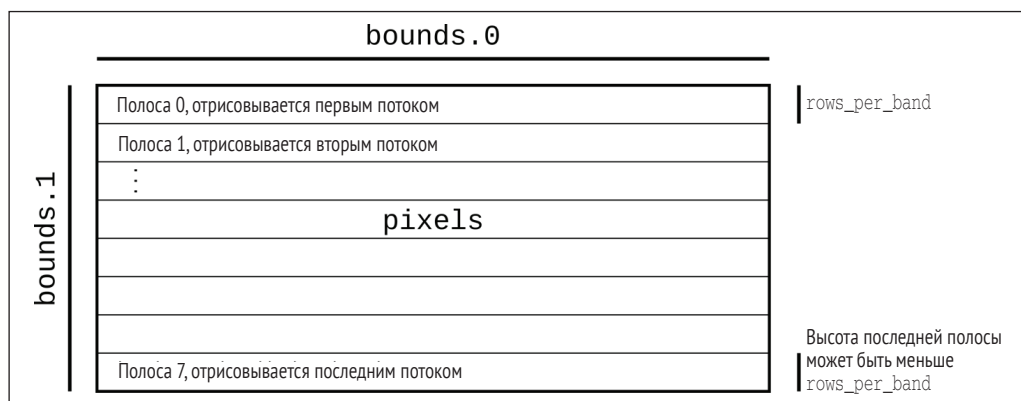 bounds.0
Полоса 0, отрисовывается первым потоком
rows_per_band
Полоса 1, отрисовывается вторым потоком
⋮
bounds.1
pixels
Полоса 7, отрисовывается последним потоком
Высота последней полосы
может быть меньше
rows_per_band